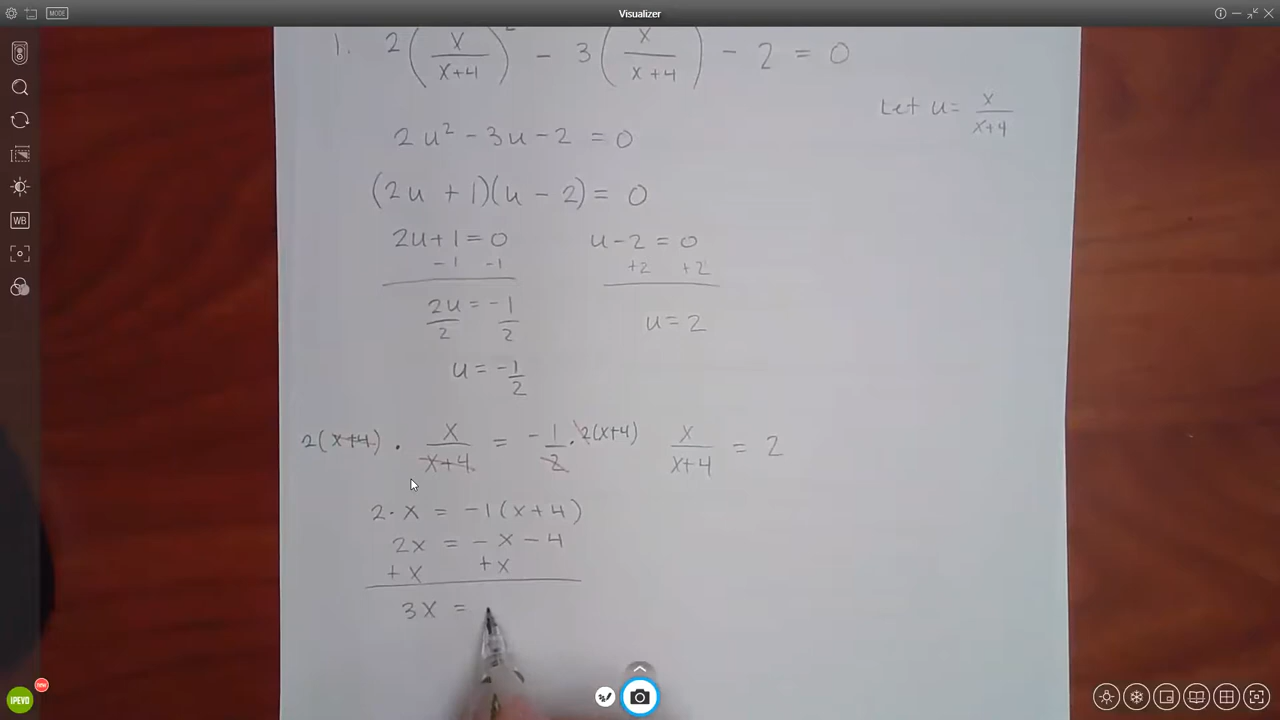 MODE
Visualizer
1. 2(x/(x+4))² - 3(x/(x+4)) - 2 = 0
Let u = x/(x+4)
2u² - 3u - 2 = 0
(2u + 1)(u - 2) = 0
2u + 1 = 0 u - 2 = 0
-1 -1 +2 +2
2u/2 = -1/2 u = 2
u = -1/2
2(x+4) · x/(x+4) = -1/2 · 2(x+4) x/(x+4) = 2
2 · x = -1(x+4)
2x = -x - 4
+x +x
3x =
WB
IPEVO
new